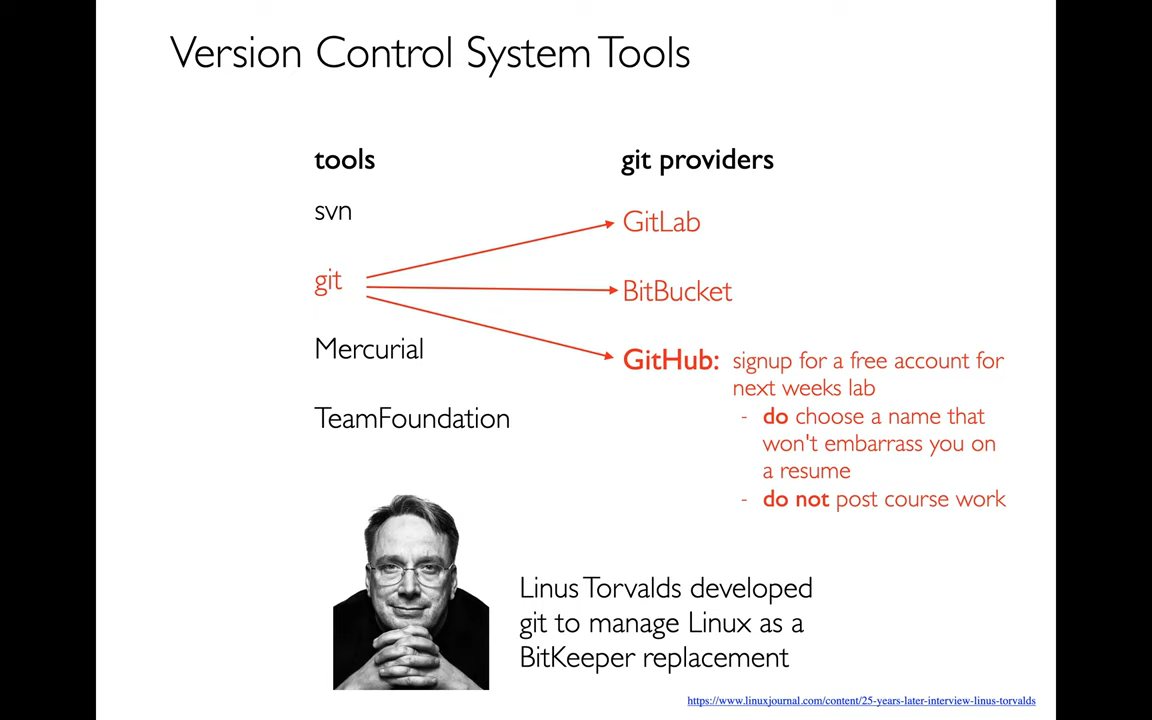 Version Control System Tools
tools
svn
git
Mercurial
TeamFoundation
git providers
GitLab
BitBucket
GitHub: signup for a free account for
next weeks lab
- do choose a name that
won't embarrass you on
a resume
- do not post course work
Linus Torvalds developed
git to manage Linux as a
BitKeeper replacement
https://www.linuxjournal.com/content/25-years-later-interview-linus-torvalds